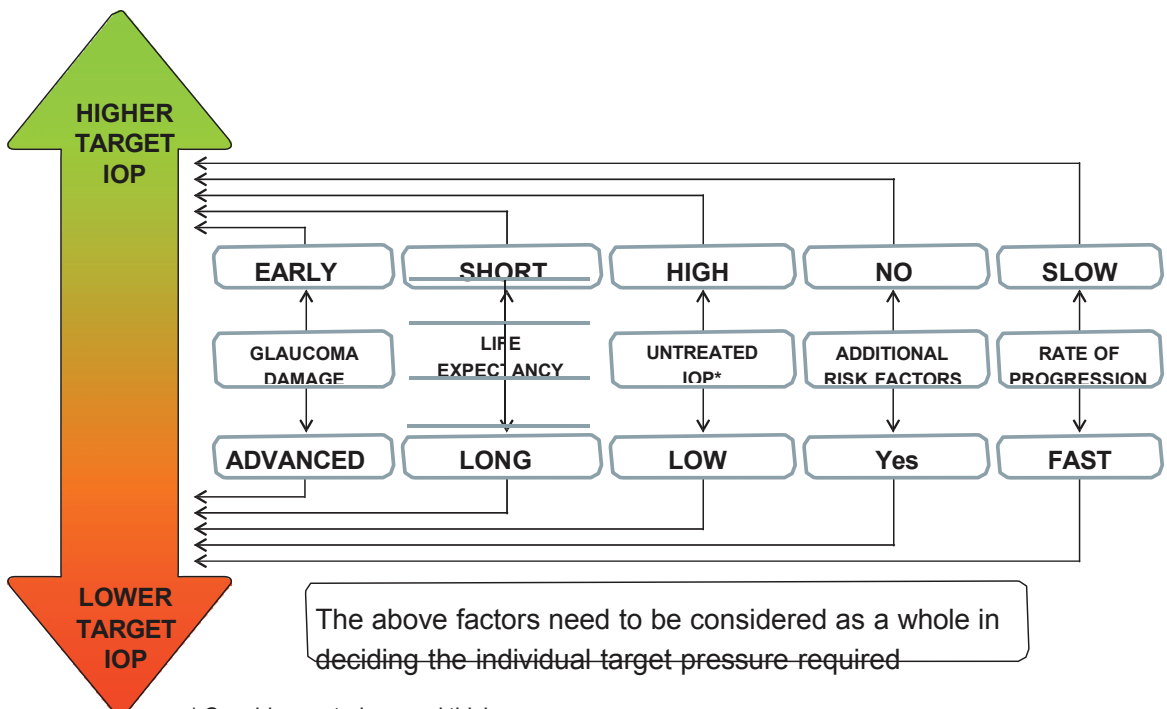 HIGHER
TARGET
IOP
EARLY
SHORT
HIGH
NO
SLOW
GLAUCOMA
DAMAGE
LIFE
EXPECTANCY
UNTREATED
IOP*
ADDITIONAL
RISK FACTORS
RATE OF
PROGRESSION
ADVANCED
LONG
LOW
Yes
FAST
LOWER
TARGET
IOP
The above factors need to be considered as a whole in
deciding the individual target pressure required